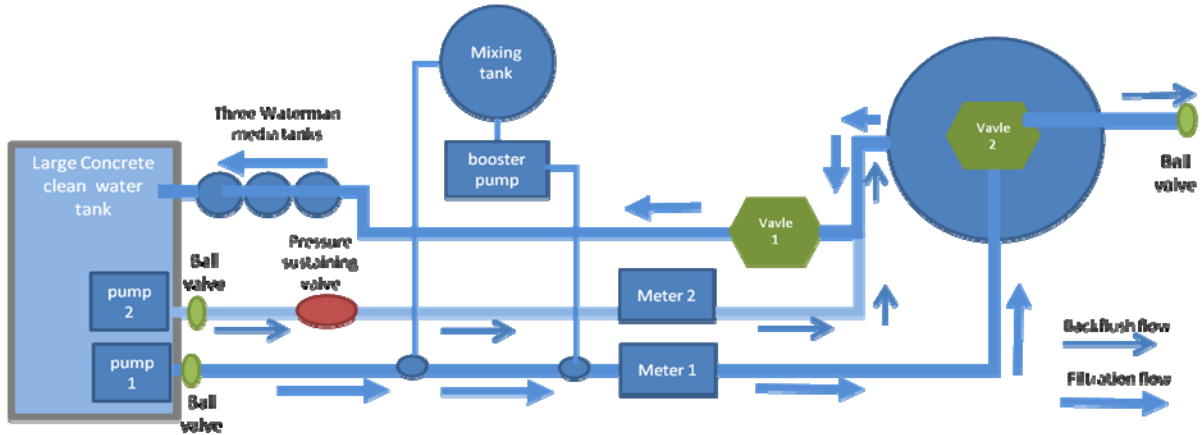 Mixing
tank
Three Waterman
media tanks
Large Concrete
clean water
tank
booster
pump
Vavle
2
Ball
valve
Vavle
1
Pressure
sustaining
valve
Ball
valve
pump
2
Meter 2
pump
1
Meter 1
Ball
valve
Backflush flow
Filtration flow